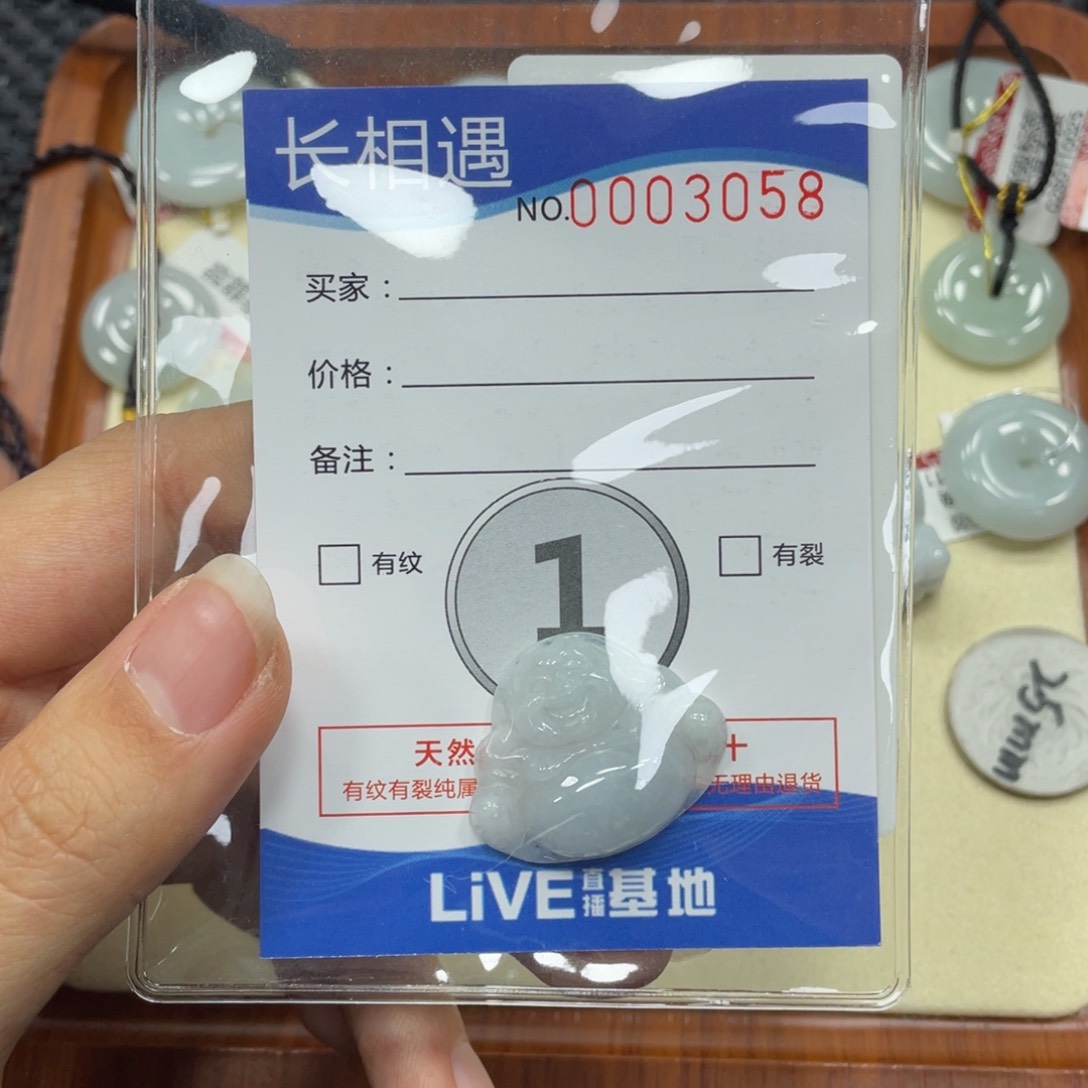 长相遇
NO.0003058
买家：
价格：
备注：
有纹
1
有裂
天然
有纹有裂纯属
无理由退货
LiVE直播基地
25mm